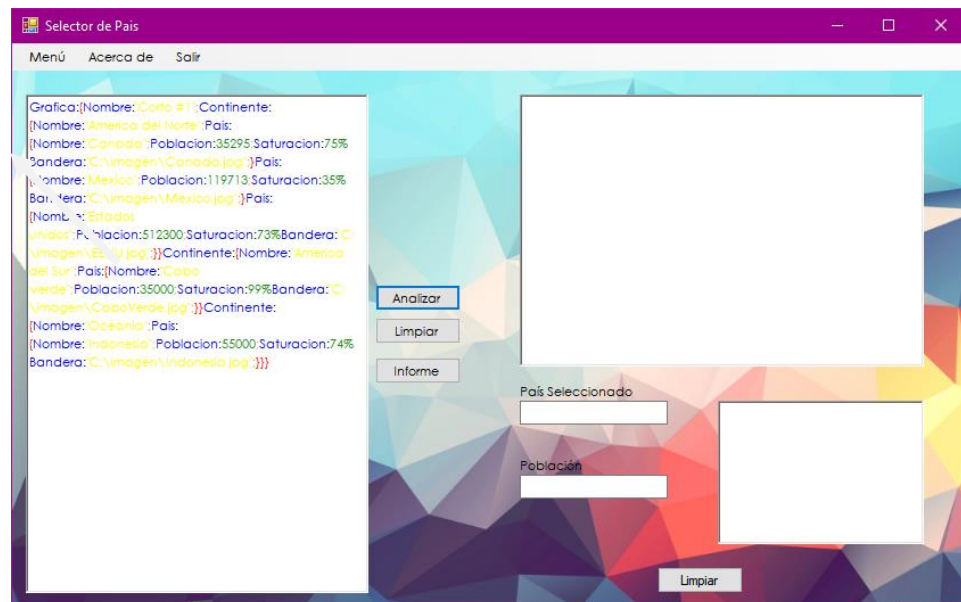 Selector de Pais
Menú Acerca de Salir
Grafica:{Nombre:"Corto #1";Continente:
{Nombre:"America del Norte";Pais:
{Nombre:"Canada";Poblacion:35295;Saturacion:75%
Bandera:"C:\imagen\Canada.jpg";}Pais:
{Nombre:"Mexico";Poblacion:119713;Saturacion:35%
Bandera:"C:\imagen\Mexico.jpg";}Pais:
{Nombre:"Estados
unidos";Poblacion:512300;Saturacion:73%Bandera:"C:
\imagen\EEUU.jpg";}}Continente:{Nombre:"America
del Sur";Pais:{Nombre:"Cabo
verde";Poblacion:35000;Saturacion:99%Bandera:"C:
\imagen\CaboVerde.jpg";}}Continente:
{Nombre:"Oceania";Pais:
{Nombre:"Indonesia";Poblacion:55000;Saturacion:74%
Bandera:"C:\imagen\Indonesia.jpg";}}}
Analizar
Limpiar
Informe
País Seleccionado
Población
Limpiar